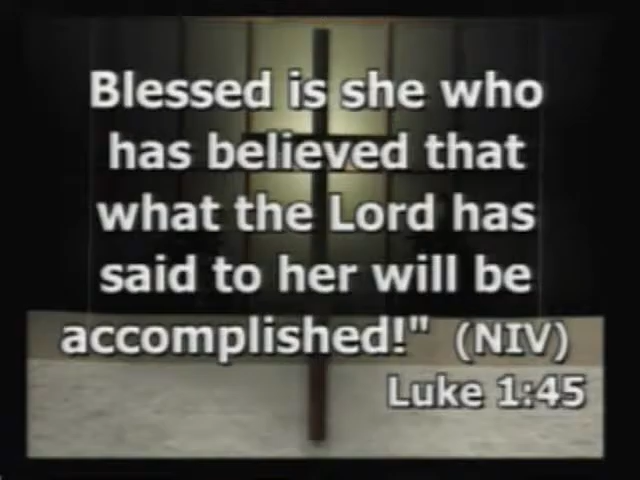 Blessed is she who
has believed that
what the Lord has
said to her will be
accomplished!" (NIV)
Luke 1:45